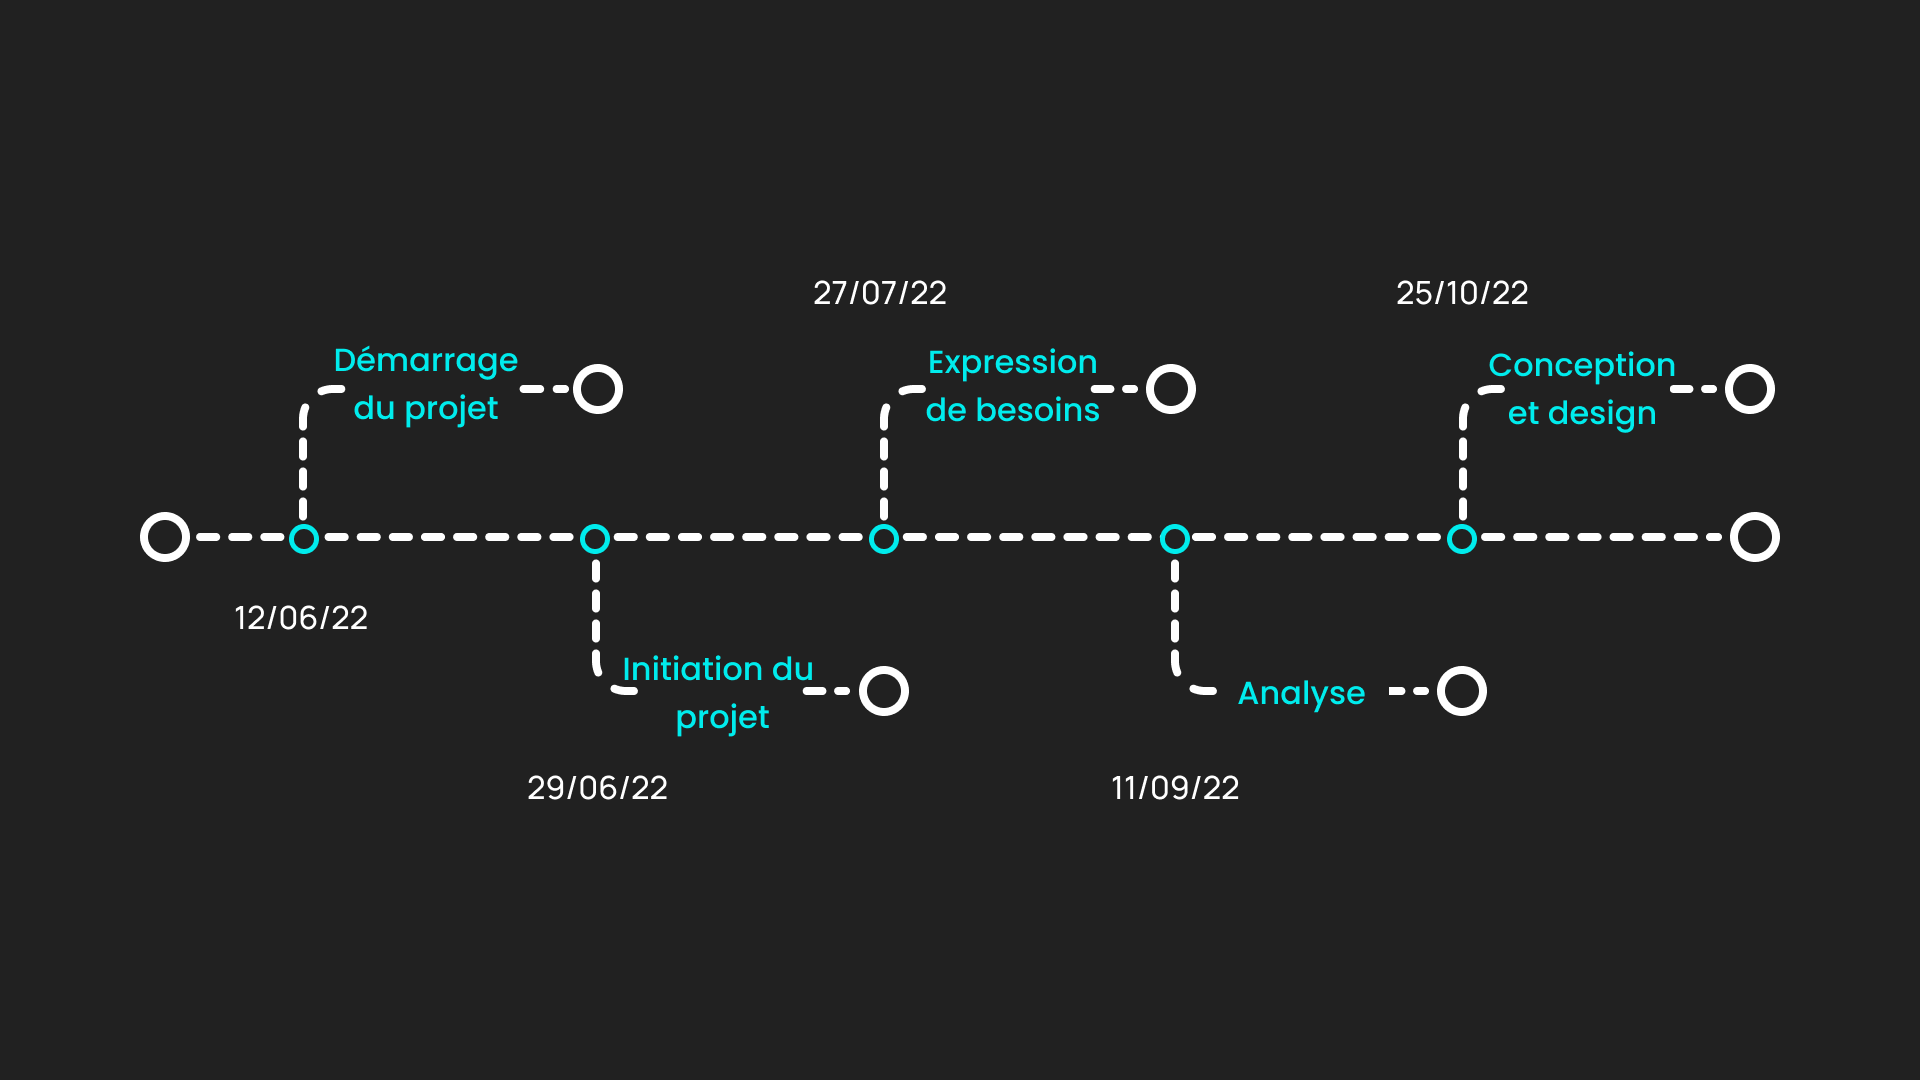 27/07/22
25/10/22
Démarrage
du projet
Expression
de besoins
Conception
et design
12/06/22
Initiation du
projet
Analyse
29/06/22
11/09/22